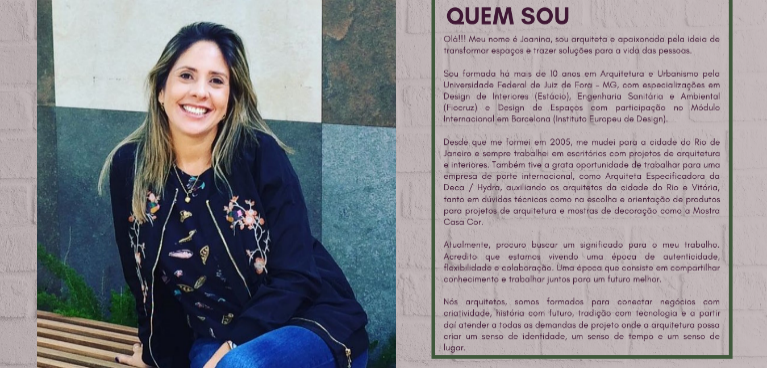 QUEM SOU
Olá!!! Meu nome é Joanina, sou arquiteta e apaixonada pela ideia de
transformar espaços e trazer soluções para a vida das pessoas.
Sou formada há mais de 10 anos em Arquitetura e Urbanismo pela
Universidade Federal de Juiz de Fora - MG, com especializações em
Design de Interiores (Estácio), Engenharia Sanitária e Ambiental
(Fiocruz) e Design de Espaços com participação no Módulo
Internacional em Barcelona (Instituto Europeu de Design).
Desde que me formei em 2005, me mudei para a cidade do Rio de
Janeiro e sempre trabalhei em escritórios com projetos de arquitetura
e interiores. Também tive a grata oportunidade de trabalhar para uma
empresa de porte internacional, como Arquiteta Especificadora da
Deca / Hydra, auxiliando os arquitetos da cidade do Rio e Vitória,
tanto em dúvidas técnicas como na escolha e orientação de produtos
para projetos de arquitetura e mostras de decoração como a Mostra
Casa Cor.
Atualmente, procuro buscar um significado para o meu trabalho.
Acredito que estamos vivendo uma época de autenticidade,
flexibilidade e colaboração. Uma época que consiste em compartilhar
conhecimento e trabalhar juntos para um futuro melhor.
Nós arquitetos, somos formados para conectar negócios com
criatividade, história com futuro, tradição com tecnologia e a partir
daí atender a todas as demandas de projeto onde a arquitetura possa
criar um senso de identidade, um senso de tempo e um senso de
lugar.